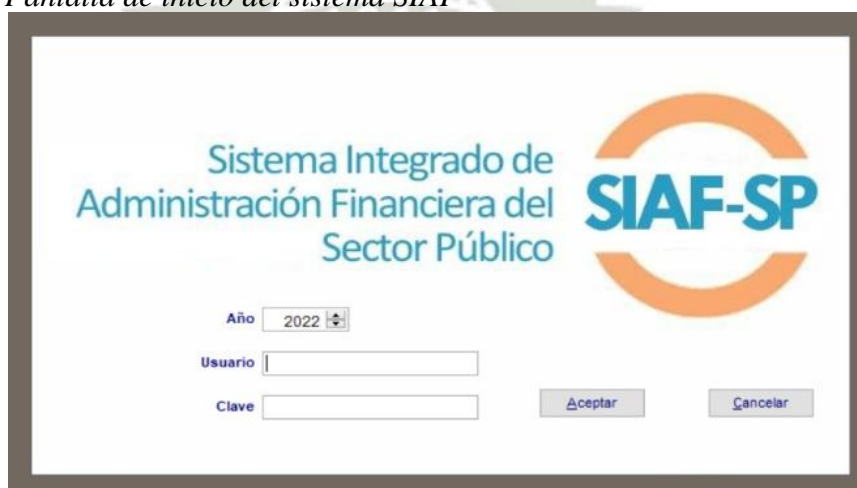 Pantalla de inicio del sistema SIAF
Sistema Integrado de
Administración Financiera del
Sector Público
SIAF-SP
Año 2022
Usuario
Clave
Aceptar
Cancelar